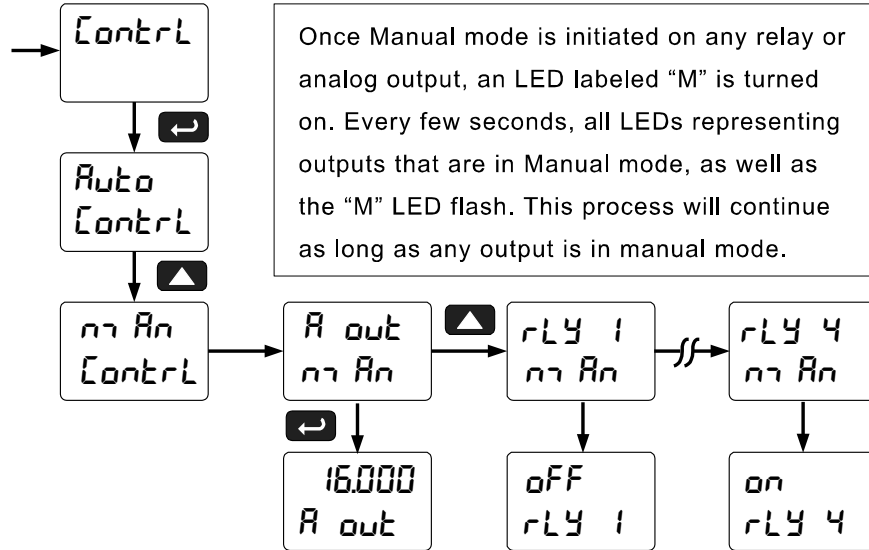 ContrL
Once Manual mode is initiated on any relay or
analog output, an LED labeled “M” is turned
on. Every few seconds, all LEDs representing
outputs that are in Manual mode, as well as
the “M” LED flash. This process will continue
as long as any output is in manual mode.
Auto
ContrL
mAn
ContrL
A out
mAn
rLY 1
mAn
rLY 4
mAn
16.000
A out
oFF
rLY 1
on
rLY 4